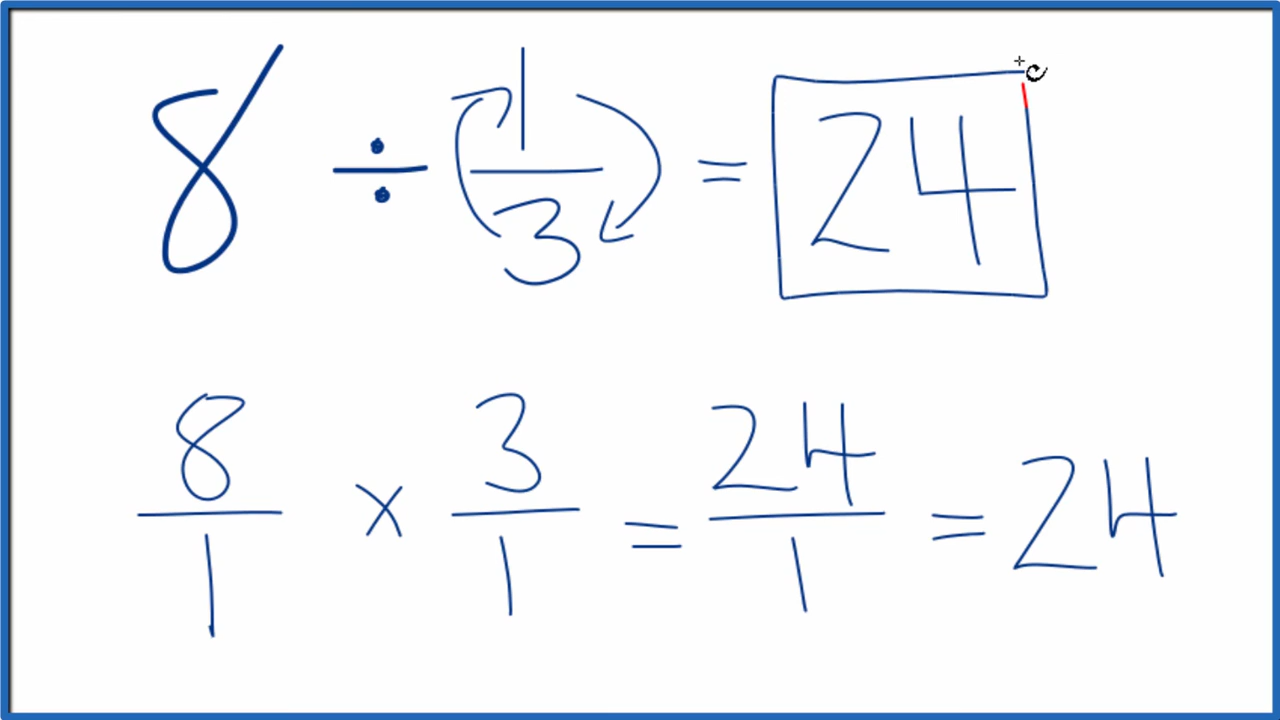 8 ÷ 1/3 = 24
8/1 x 3/1 = 24/1 = 24